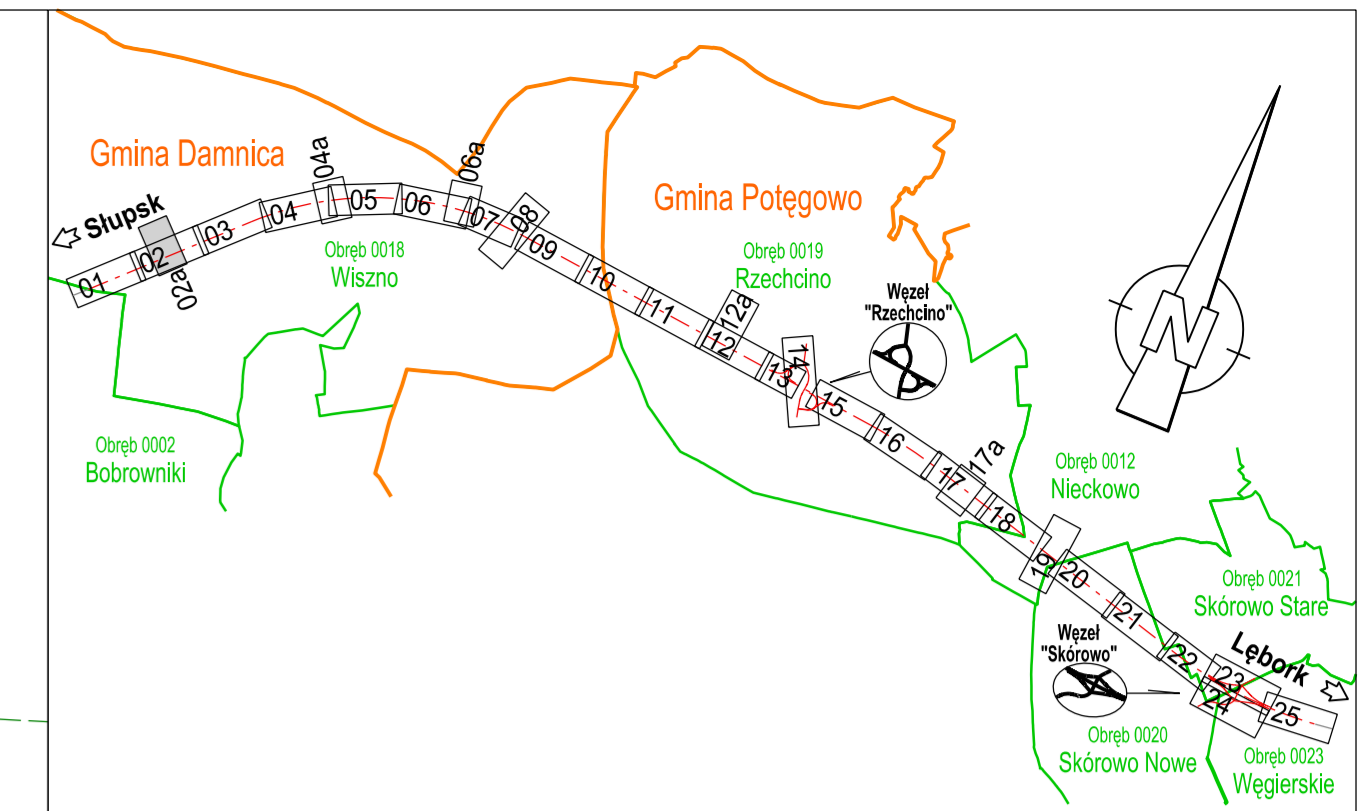 Gmina Damnica
Słupsk
01
02
02a
03
04
04a
05
06
06a
07
08
09
10
11
12
12a
13
14
15
16
17
17a
18
19
20
21
22
23
24
25
Obręb 0018
Wiszno
Obręb 0002
Bobrowniki
Gmina Potęgowo
Obręb 0019
Rzechcino
Węzeł
"Rzechcino"
N
Obręb 0012
Nieckowo
Obręb 0021
Skórowo Stare
Lębork
Węzeł
"Skórowo"
Obręb 0020
Skórowo Nowe
Obręb 0023
Węgierskie